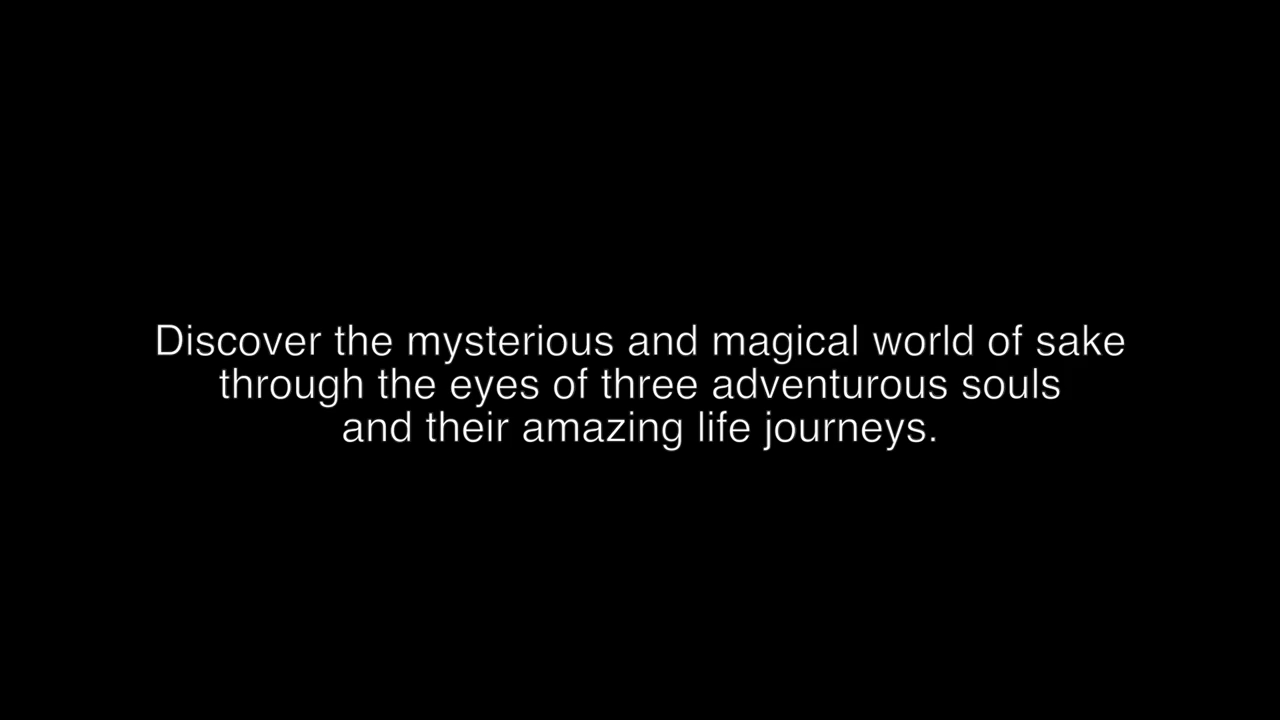 Discover the mysterious and magical world of sake
through the eyes of three adventurous souls
and their amazing life journeys.